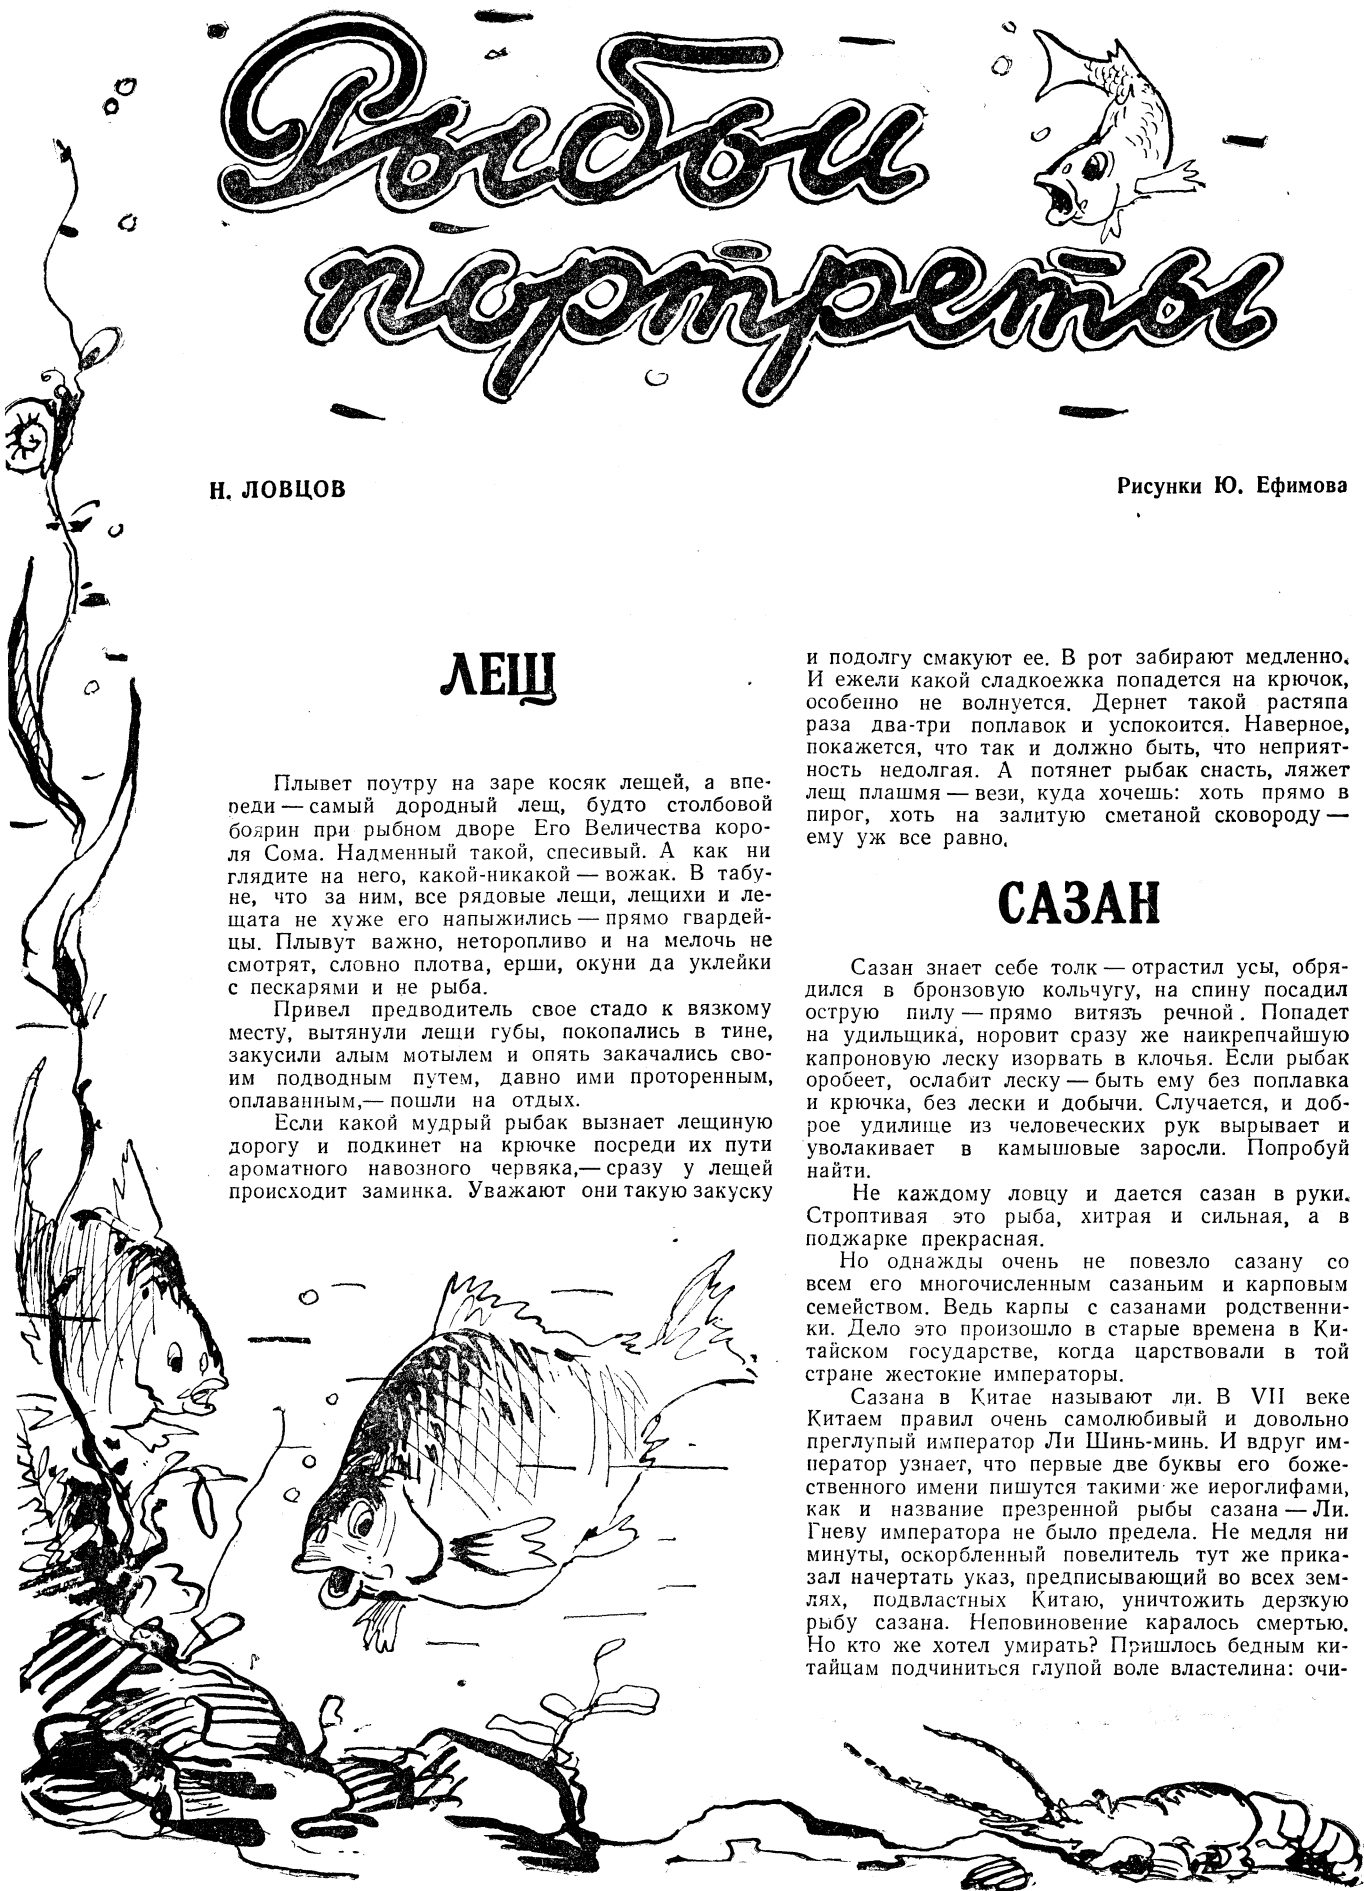 Рыбьи
портреты
Н. ЛОВЦОВ
Рисунки Ю. Ефимова
ЛЕЩ
Плывет поутру на заре косяк лещей, а впе-
реди — самый дородный лещ, будто столбовой
боярин при рыбном дворе Его Величества коро-
ля Сома. Надменный такой, спесивый. А как ни
глядите на него, какой-никакой — вожак. В табу-
не, что за ним, все рядовые лещи, лещихи и ле-
щата не хуже его напыжились — прямо гвардей-
цы. Плывут важно, неторопливо и на мелочь не
смотрят, словно плотва, ерши, окуни да уклейки
с пескарями и не рыба.
Привел предводитель свое стадо к вязкому
месту, вытянули лещи губы, покопались в тине,
закусили алым мотылем и опять закачались сво-
им подводным путем, давно ими проторенным,
оплаванным,— пошли на отдых.
Если какой мудрый рыбак вызнает лещиную
дорогу и подкинет на крючке посреди их пути
ароматного навозного червяка,— сразу у лещей
происходит заминка. Уважают они такую закуску
и подолгу смакуют ее. В рот забирают медленно.
И ежели какой сладкоежка попадется на крючок,
особенно не волнуется. Дернет такой растяпа
раза два-три поплавок и успокоится. Наверное,
покажется, что так и должно быть, что неприят-
ность недолгая. А потянет рыбак снасть, ляжет
лещ плашмя — вези, куда хочешь: хоть прямо в
пирог, хоть на залитую сметаной сковороду —
ему уж все равно.
САЗАН
Сазан знает себе толк — отрастил усы, обря-
дился в бронзовую кольчугу, на спину посадил
острую пилу — прямо витязь речной. Попадет
на удильщика, норовит сразу же наикрепчайшую
капроновую леску изорвать в клочья. Если рыбак
оробеет, ослабит леску — быть ему без поплавка
и крючка, без лески и добычи. Случается, и доб-
рое удилище из человеческих рук вырывает и
уволакивает в камышовые заросли. Попробуй
найти.
Не каждому ловцу и дается сазан в руки.
Строптивая это рыба, хитрая и сильная, а в
поджарке прекрасная.
Но однажды очень не повезло сазану со
всем его многочисленным сазаньим и карповым
семейством. Ведь карпы с сазанами родственни-
ки. Дело это произошло в старые времена в Ки-
тайском государстве, когда царствовали в той
стране жестокие императоры.
Сазана в Китае называют ли. В VII веке
Китаем правил очень самолюбивый и довольно
преглупый император Ли Шинь-минь. И вдруг им-
ператор узнает, что первые две буквы его боже-
ственного имени пишутся такими же иероглифами,
как и название презренной рыбы сазана — Ли.
Гневу императора не было предела. Не медля ни
минуты, оскорбленный повелитель тут же прика-
зал начертать указ, предписывающий во всех зем-
лях, подвластных Китаю, уничтожить дерзкую
рыбу сазана. Неповиновение каралось смертью.
Но кто же хотел умирать? Пришлось бедным ки-
тайцам подчиниться глупой воле властелина: очи-